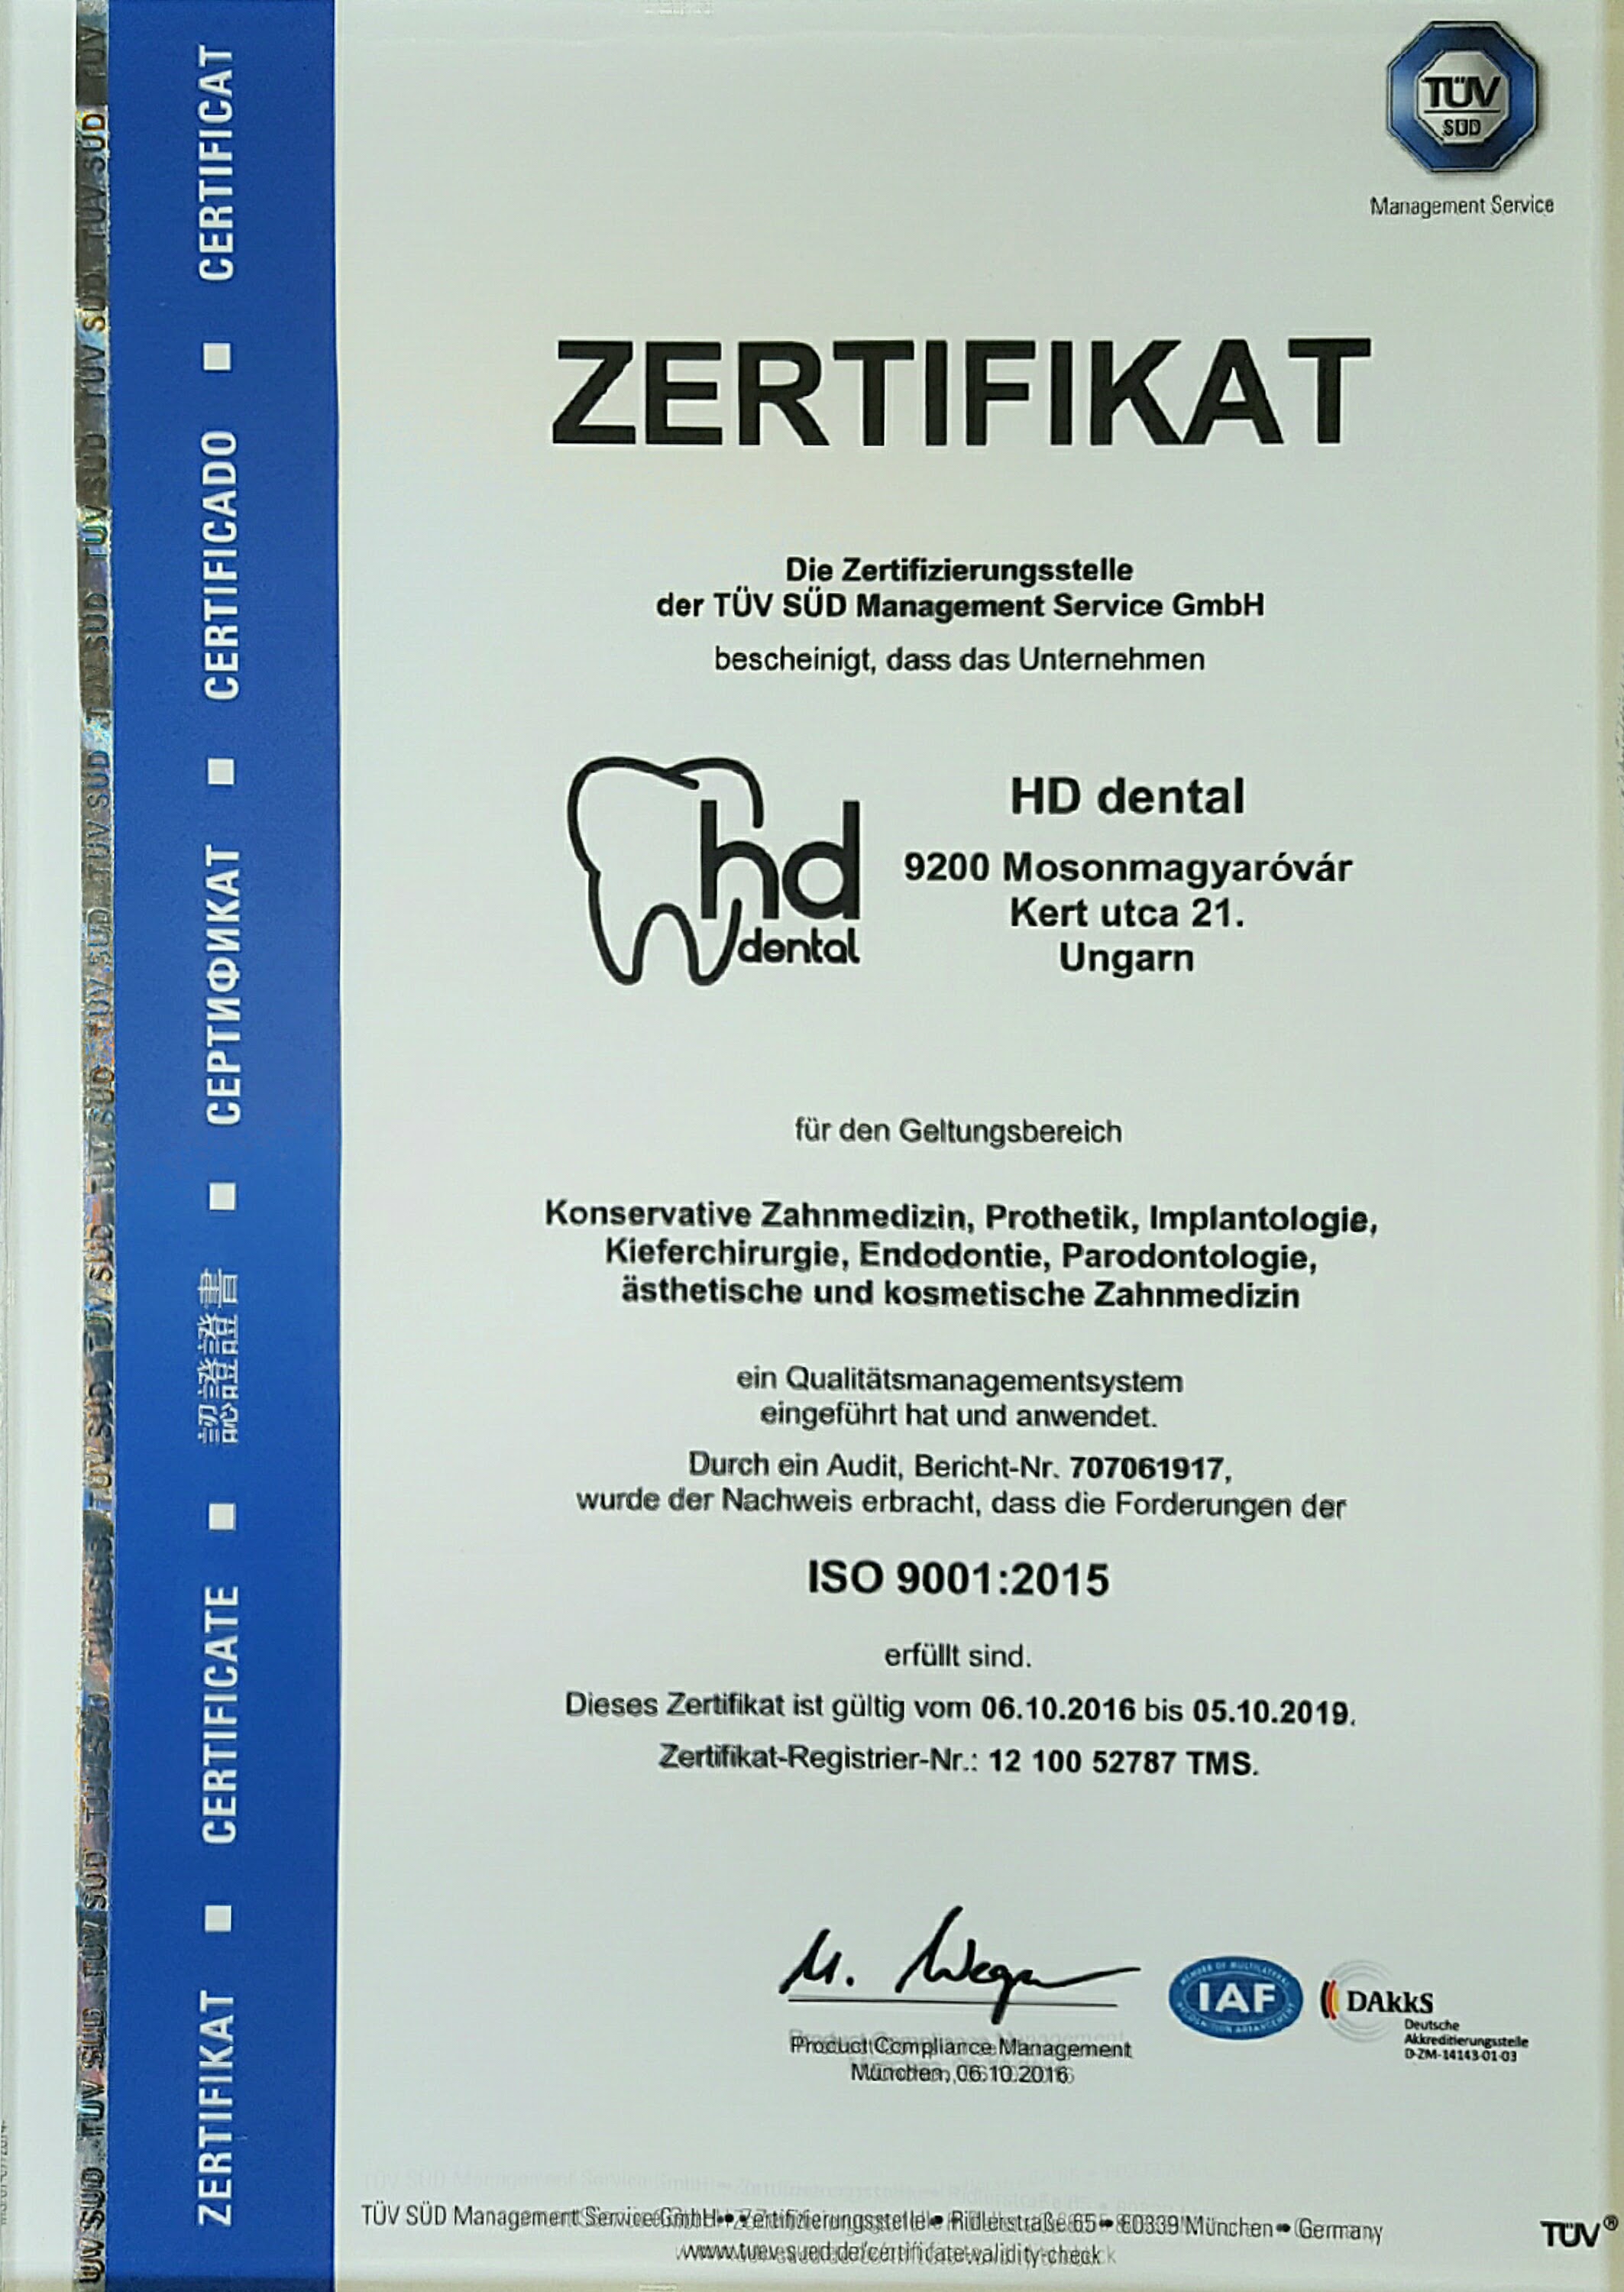 TÜV
SÜD
Management Service
ZERTIFIKAT ■ CERTIFICATE ■ 認證證書 ■ СЕРТИФИКАТ ■ CERTIFICADO ■ CERTIFICAT
ZERTIFIKAT
Die Zertifizierungsstelle
der TÜV SÜD Management Service GmbH
bescheinigt, dass das Unternehmen
hd
dental
HD dental
9200 Mosonmagyaróvár
Kert utca 21.
Ungarn
für den Geltungsbereich
Konservative Zahnmedizin, Prothetik, Implantologie,
Kieferchirurgie, Endodontie, Parodontologie,
ästhetische und kosmetische Zahnmedizin
ein Qualitätsmanagementsystem
eingeführt hat und anwendet.
Durch ein Audit, Bericht-Nr. 707061917,
wurde der Nachweis erbracht, dass die Forderungen der
ISO 9001:2015
erfüllt sind.
Dieses Zertifikat ist gültig vom 06.10.2016 bis 05.10.2019.
Zertifikat-Registrier-Nr.: 12 100 52787 TMS.
M. Wegner
Product Compliance Management
München, 06.10.2016
MEMBER OF MULTILATERAL
IAF
RECOGNITION ARRANGEMENT
DAkkS
Deutsche
Akkreditierungsstelle
D-ZM-14143-01-03
TÜV SÜD Management Service GmbH • Zertifizierungsstelle • Ridlerstraße 65 • 80339 München • Germany
www.tuev-sued.de/certificate-validity-check
TÜV®